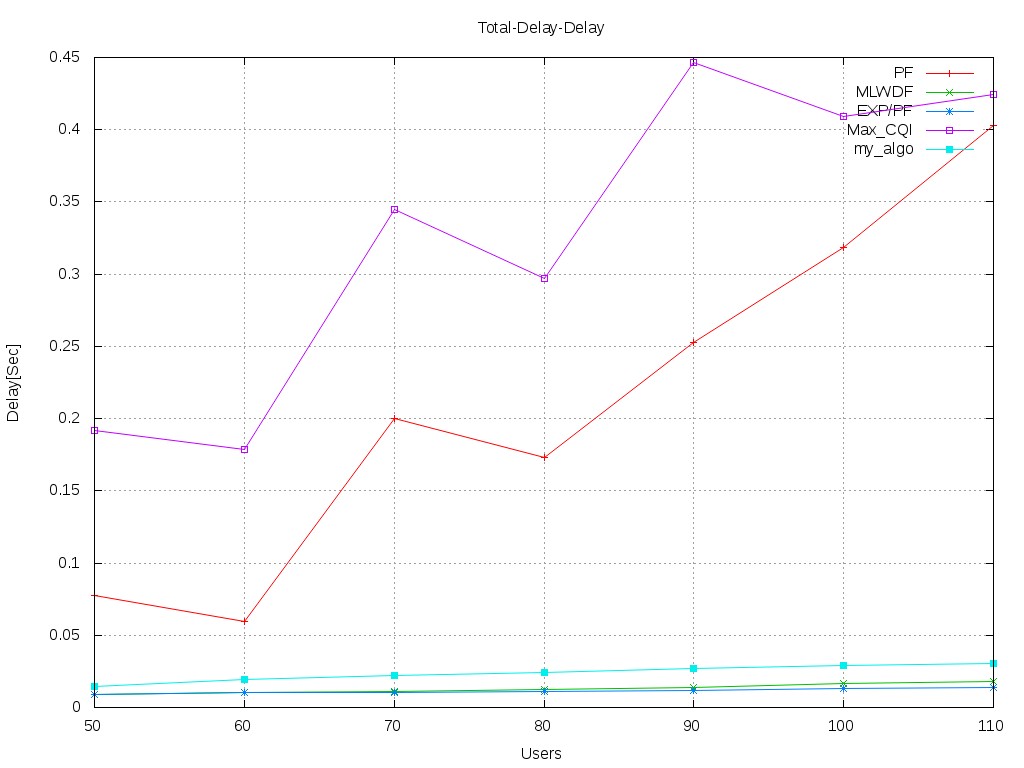 Total-Delay-Delay
0.45
0.4
0.35
0.3
0.25
0.2
0.15
0.1
0.05
0
Delay[Sec]
PF
MLWDF
EXP/PF
Max_CQI
my_algo
50 60 70 80 90 100 110
Users